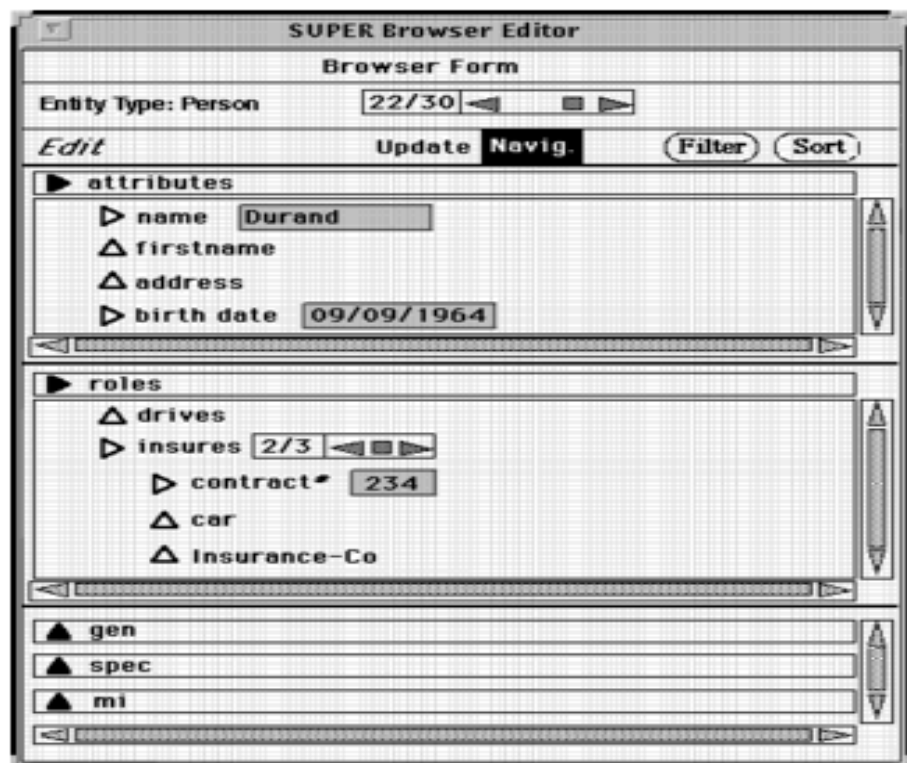 SUPER Browser Editor
Browser Form
Entity Type: Person 22/30
Edit Update Navig. Filter Sort
attributes
name Durand
firstname
address
birth date 09/09/1964
roles
drives
insures 2/3
contract# 234
car
Insurance-Co
gen
spec
mi